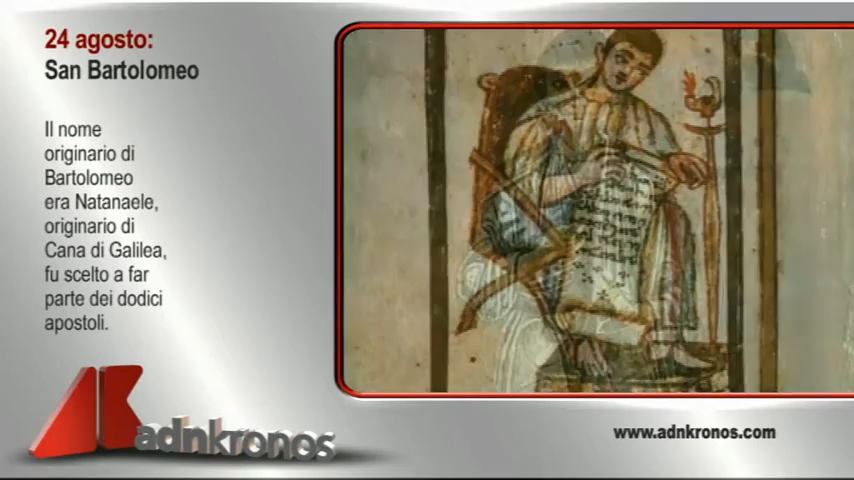 24 agosto:
San Bartolomeo
Il nome
originario di
Bartolomeo
era Natanaele,
originario di
Cana di Galilea,
fu scelto a far
parte dei dodici
apostoli.
adnkronos
www.adnkronos.com